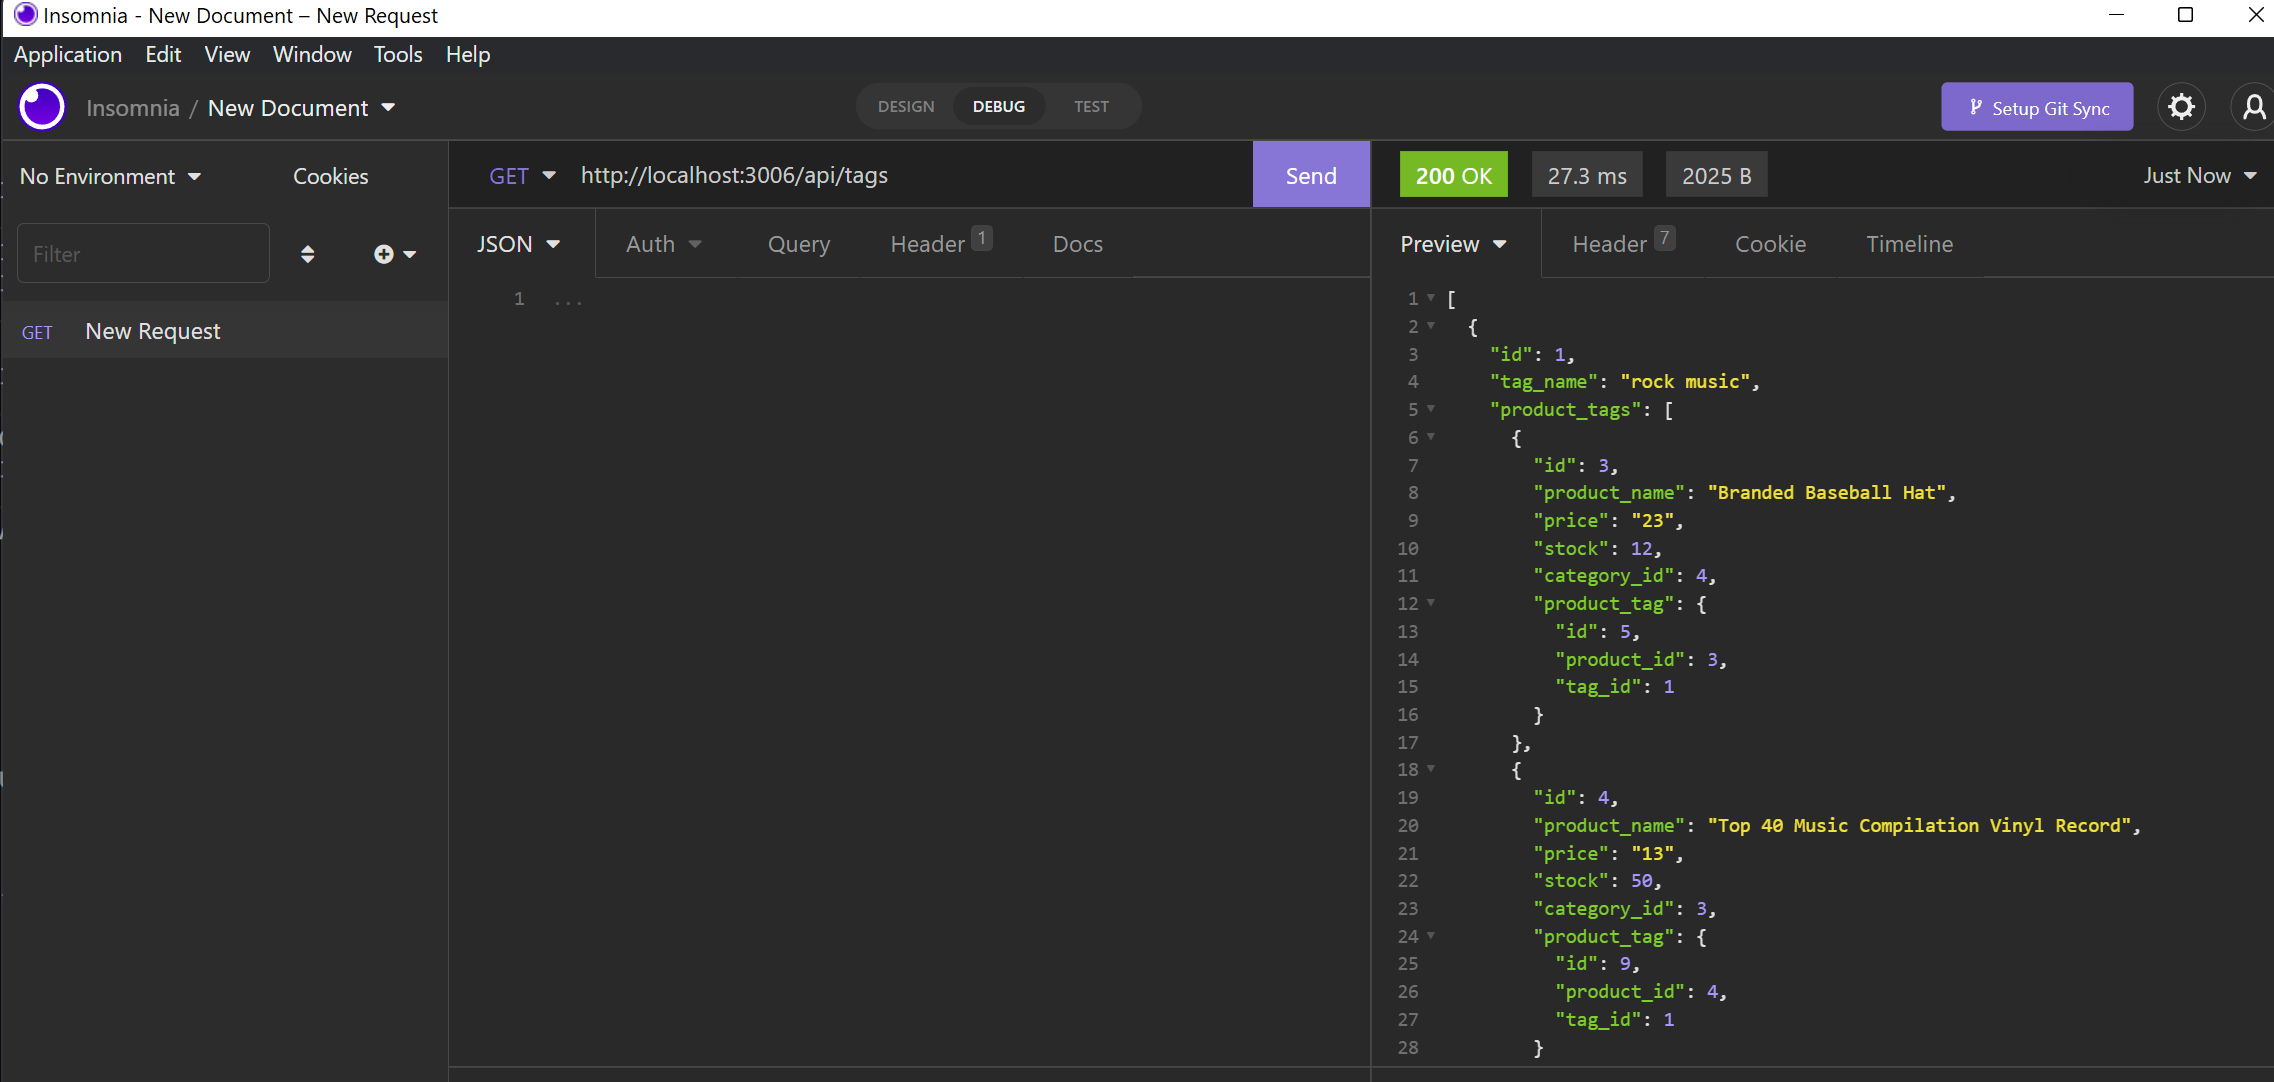 Insomnia - New Document – New Request
Application Edit View Window Tools Help
Insomnia / New Document
DESIGN DEBUG TEST
Setup Git Sync
No Environment
Cookies
Filter
GET New Request
GET http://localhost:3006/api/tags
Send
JSON Auth Query Header 1 Docs
1 ...
200 OK 27.3 ms 2025 B
Just Now
Preview Header 7 Cookie Timeline
1 [
2 {
3 "id": 1,
4 "tag_name": "rock music",
5 "product_tags": [
6 {
7 "id": 3,
8 "product_name": "Branded Baseball Hat",
9 "price": "23",
10 "stock": 12,
11 "category_id": 4,
12 "product_tag": {
13 "id": 5,
14 "product_id": 3,
15 "tag_id": 1
16 }
17 },
18 {
19 "id": 4,
20 "product_name": "Top 40 Music Compilation Vinyl Record",
21 "price": "13",
22 "stock": 50,
23 "category_id": 3,
24 "product_tag": {
25 "id": 9,
26 "product_id": 4,
27 "tag_id": 1
28 }